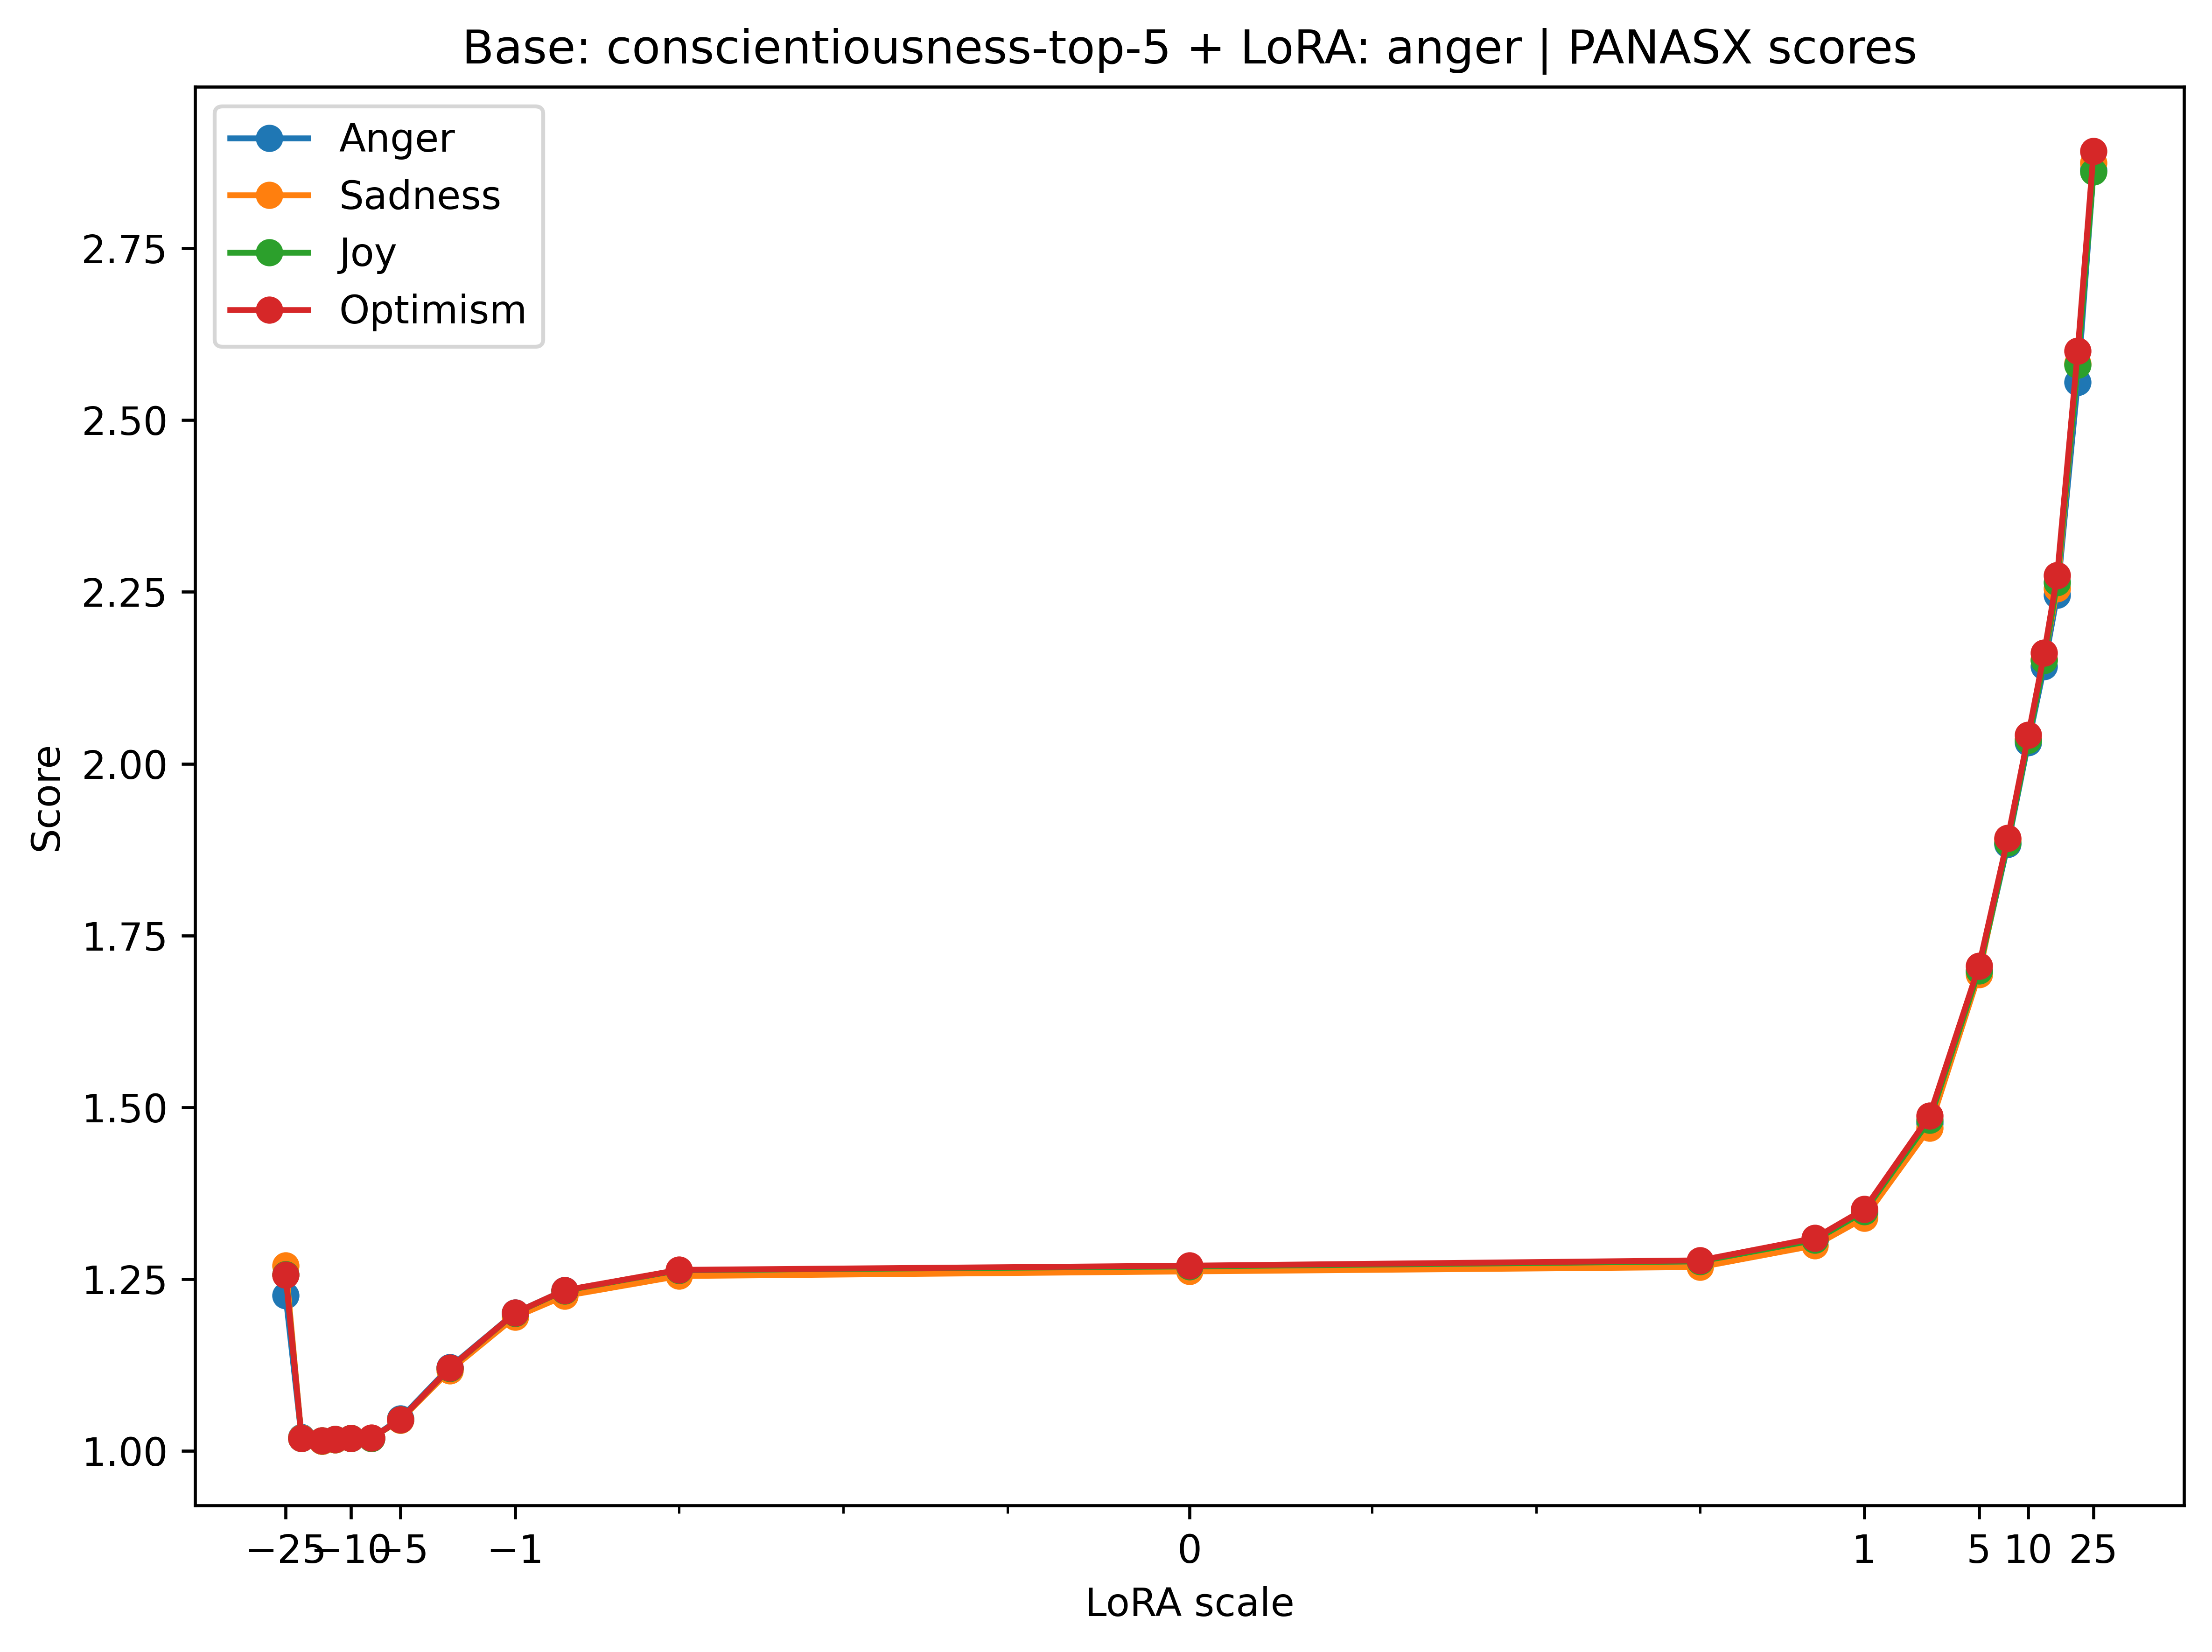 Base: conscientiousness-top-5 + LoRA: anger | PANASX scores
Anger
Sadness
Joy
Optimism
2.75
2.50
2.25
2.00
1.75
1.50
1.25
1.00
Score
−25 −10 −5 −1 0 1 5 10 25
LoRA scale